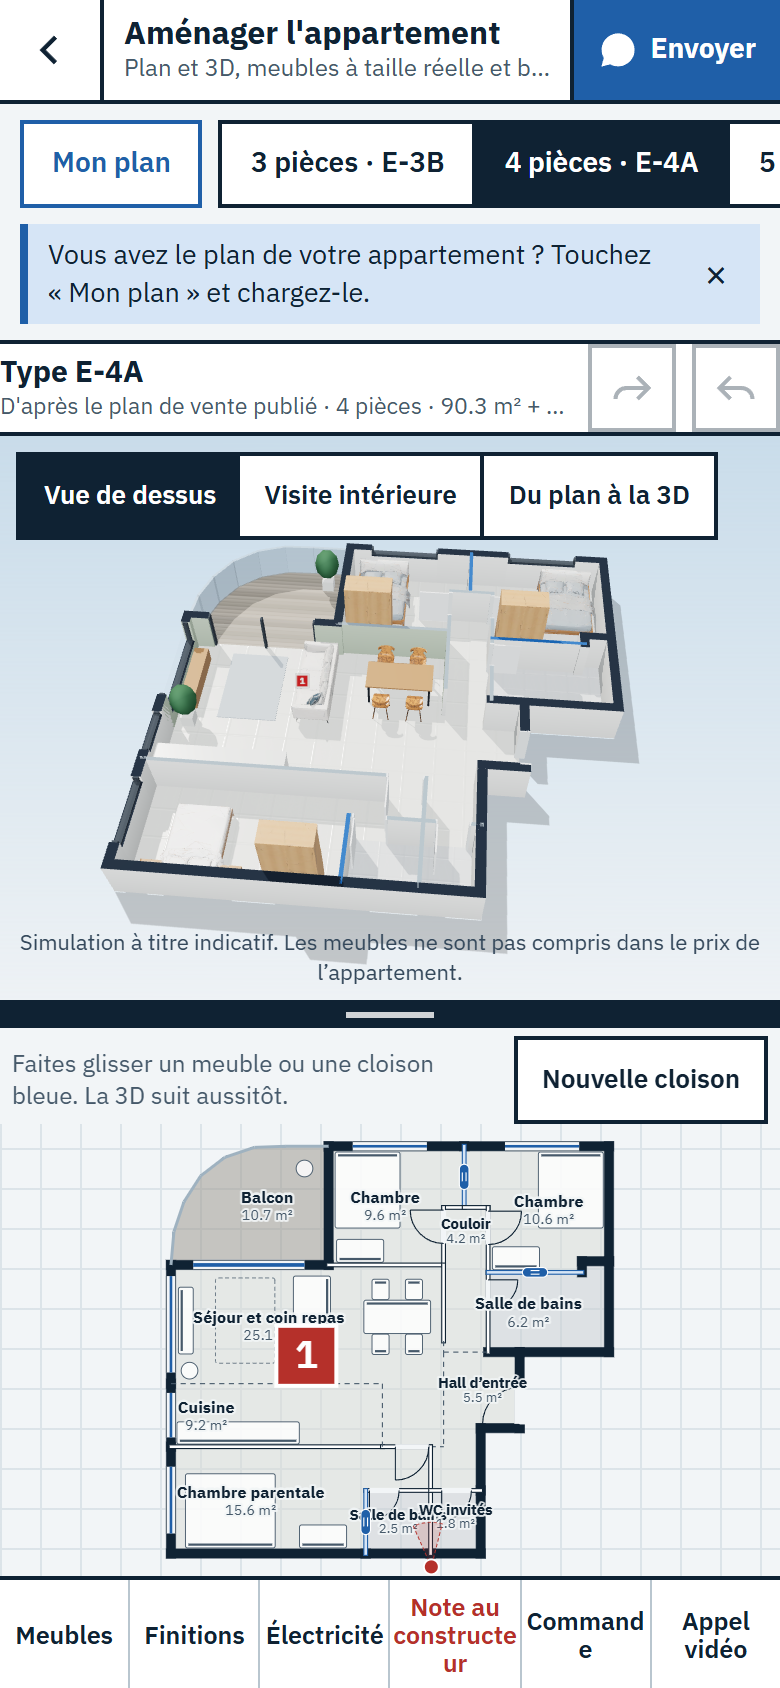 Aménager l'appartement
Plan et 3D, meubles à taille réelle et b...
Envoyer
Mon plan
3 pièces · E-3B
4 pièces · E-4A
5
Vous avez le plan de votre appartement ? Touchez
« Mon plan » et chargez-le.
×
Type E-4A
D'après le plan de vente publié · 4 pièces · 90.3 m² + ...
Vue de dessus
Visite intérieure
Du plan à la 3D
1
Simulation à titre indicatif. Les meubles ne sont pas compris dans le prix de
l’appartement.
Faites glisser un meuble ou une cloison
bleue. La 3D suit aussitôt.
Nouvelle cloison
Balcon
10.7 m²
Chambre
9.6 m²
Couloir
4.2 m²
Chambre
10.6 m²
Salle de bains
6.2 m²
Séjour et coin repas
25.1
1
Hall d’entrée
5.5 m²
Cuisine
9.2 m²
Chambre parentale
15.6 m²
2.5 m²
WC invités
1.8 m²
Meubles
Finitions
Électricité
Note au
constructe
ur
Command
e
Appel
vidéo